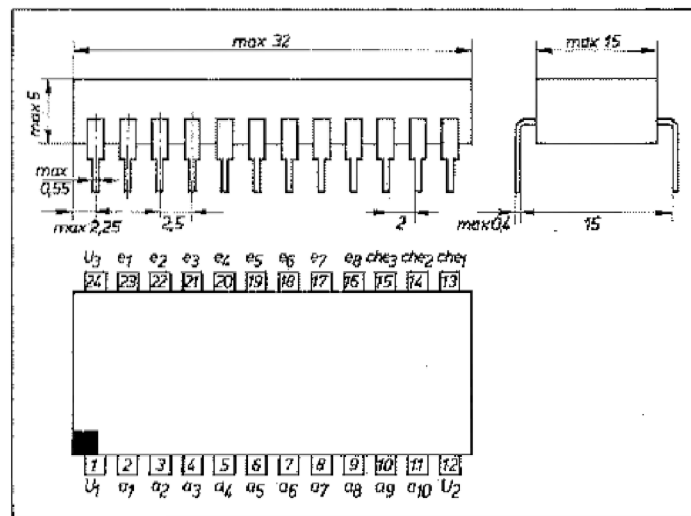 max 32
max 15
max 5
max 0,55
max 2,25
2,5
2
max 0,4
15
U3 e1 e2 e3 e4 e5 e6 e7 e8 che3 che2 che1
24 23 22 21 20 19 18 17 16 15 14 13
1 2 3 4 5 6 7 8 9 10 11 12
U1 a1 a2 a3 a4 a5 a6 a7 a8 a9 a10 U2